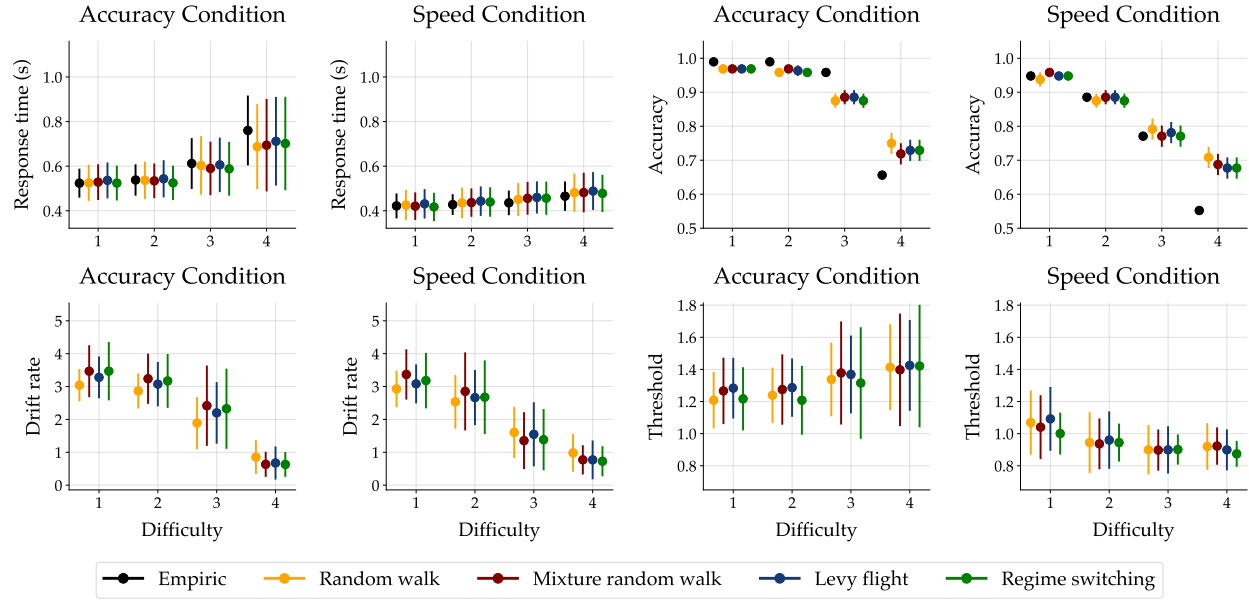 Accuracy Condition
Speed Condition
Accuracy Condition
Speed Condition
Response time (s)
1.0
0.8
0.6
0.4
1 2 3 4
Response time (s)
1.0
0.8
0.6
0.4
1 2 3 4
Accuracy
1.0
0.9
0.8
0.7
0.6
0.5
1 2 3 4
Accuracy
1.0
0.9
0.8
0.7
0.6
0.5
1 2 3 4
Accuracy Condition
Speed Condition
Accuracy Condition
Speed Condition
Drift rate
5
4
3
2
1
0
1 2 3 4
Difficulty
Drift rate
5
4
3
2
1
0
1 2 3 4
Difficulty
Threshold
1.8
1.6
1.4
1.2
1.0
0.8
1 2 3 4
Difficulty
Threshold
1.8
1.6
1.4
1.2
1.0
0.8
1 2 3 4
Difficulty
Empiric Random walk Mixture random walk Levy flight Regime switching